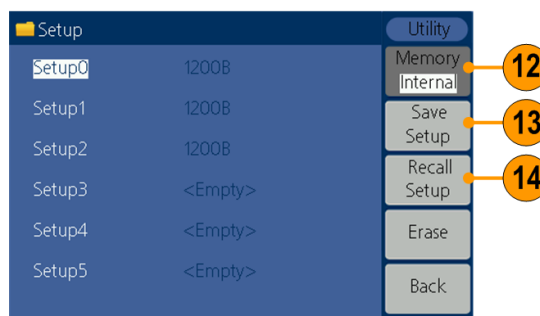 Setup
Utility
Setup0 1200B
Memory
Internal
12
Setup1 1200B
Save
Setup
13
Setup2 1200B
Recall
Setup
14
Setup3 <Empty>
Setup4 <Empty>
Erase
Setup5 <Empty>
Back